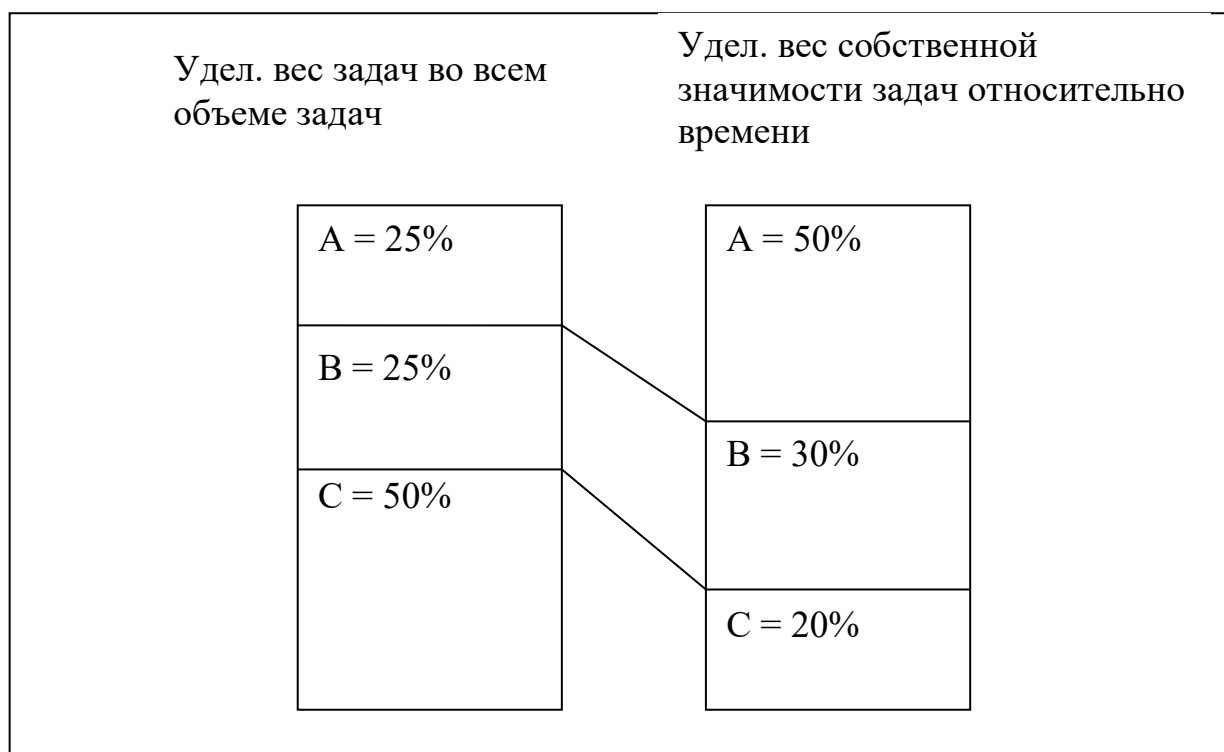 Удел. вес задач во всем
объеме задач
Удел. вес собственной
значимости задач относительно
времени
A = 25%
B = 25%
C = 50%
A = 50%
B = 30%
C = 20%